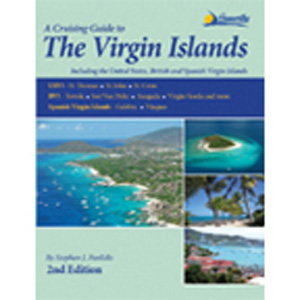 A Cruising Guide to
The Virgin Islands
Including the United States, British and Spanish Virgin Islands
USVI - St. Thomas • St. John • St. Croix
BVI - Tortola • Jost Van Dyke • Anegada • Virgin Gorda and more
Spanish Virgin Islands - Culebra • Vieques
By Stephen J. Pavlidis
2nd Edition